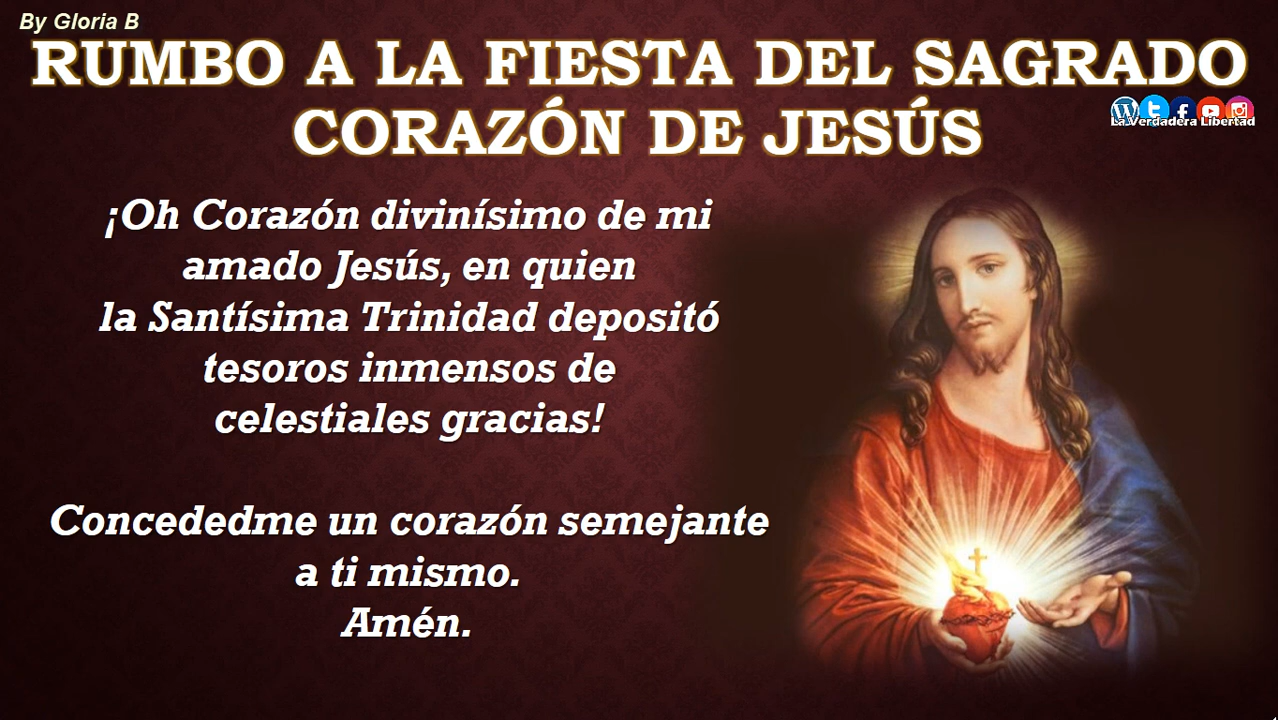 By Gloria B
RUMBO A LA FIESTA DEL SAGRADO
CORAZÓN DE JESÚS
La Verdadera Libertad
¡Oh Corazón divinísimo de mi
amado Jesús, en quien
la Santísima Trinidad depositó
tesoros inmensos de
celestiales gracias!
Concededme un corazón semejante
a ti mismo.
Amén.